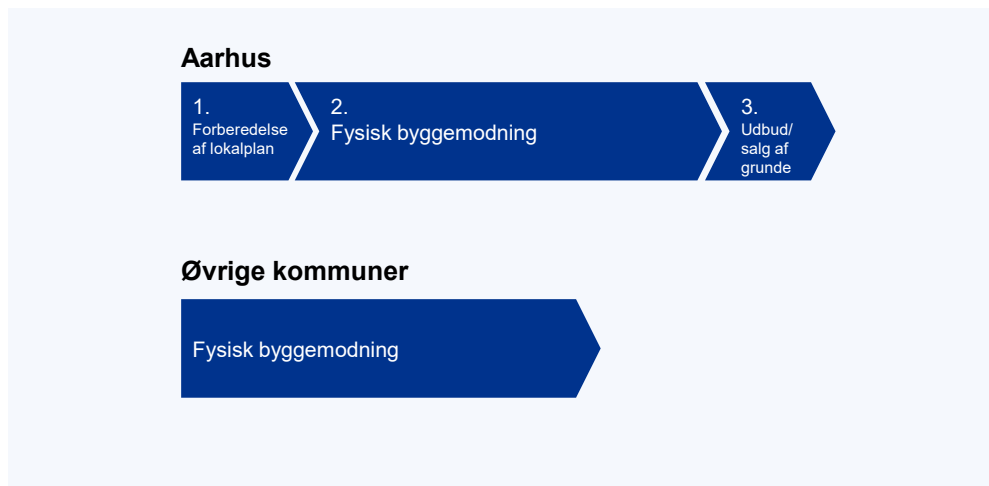 Aarhus
1.
Forberedelse
af lokalplan
2.
Fysisk byggemodning
3.
Udbud/
salg af
grunde
Øvrige kommuner
Fysisk byggemodning